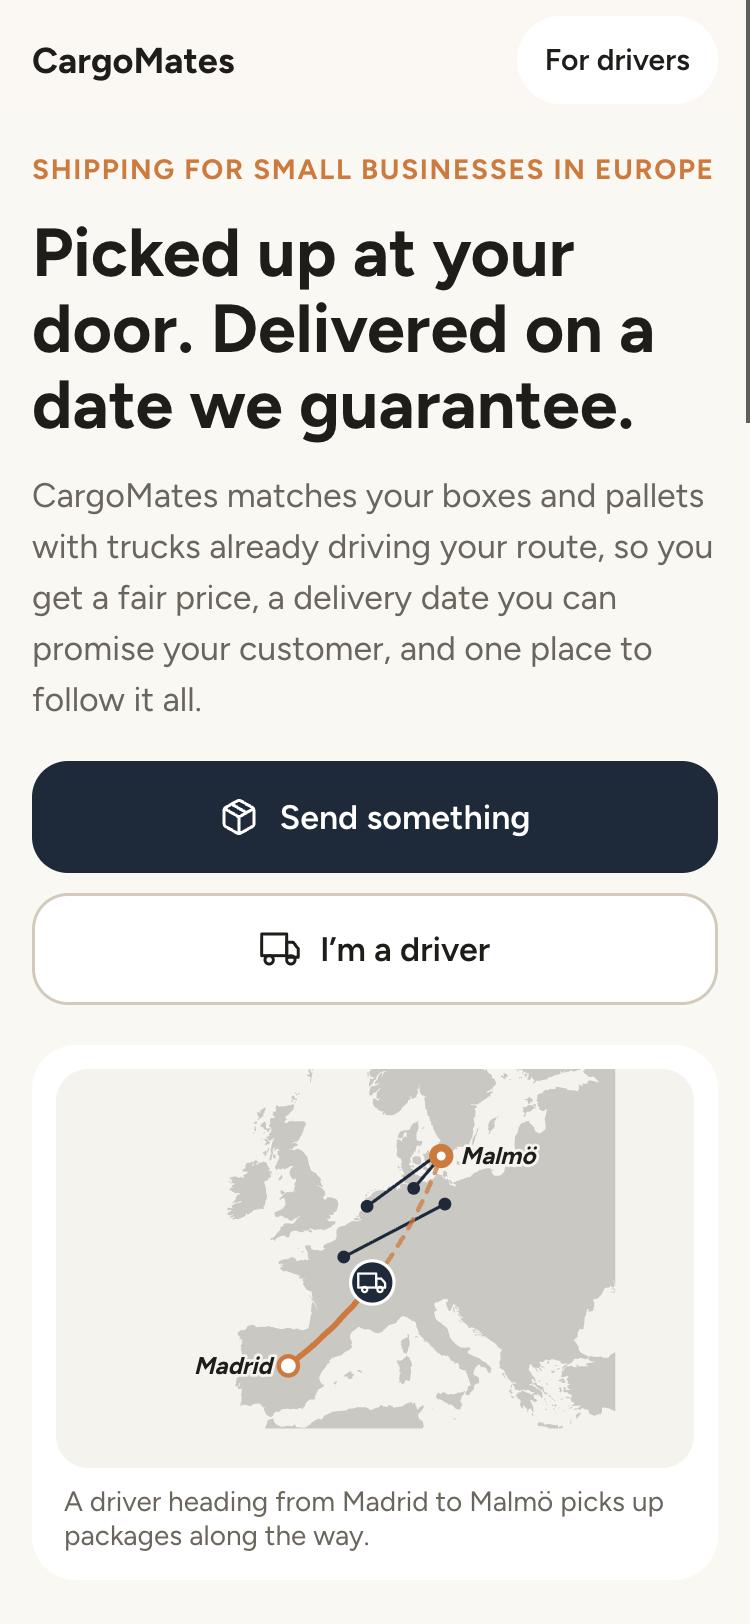 CargoMates
For drivers
SHIPPING FOR SMALL BUSINESSES IN EUROPE
Picked up at your
door. Delivered on a
date we guarantee.
CargoMates matches your boxes and pallets
with trucks already driving your route, so you
get a fair price, a delivery date you can
promise your customer, and one place to
follow it all.
Send something
I’m a driver
Malmö
Madrid
A driver heading from Madrid to Malmö picks up
packages along the way.